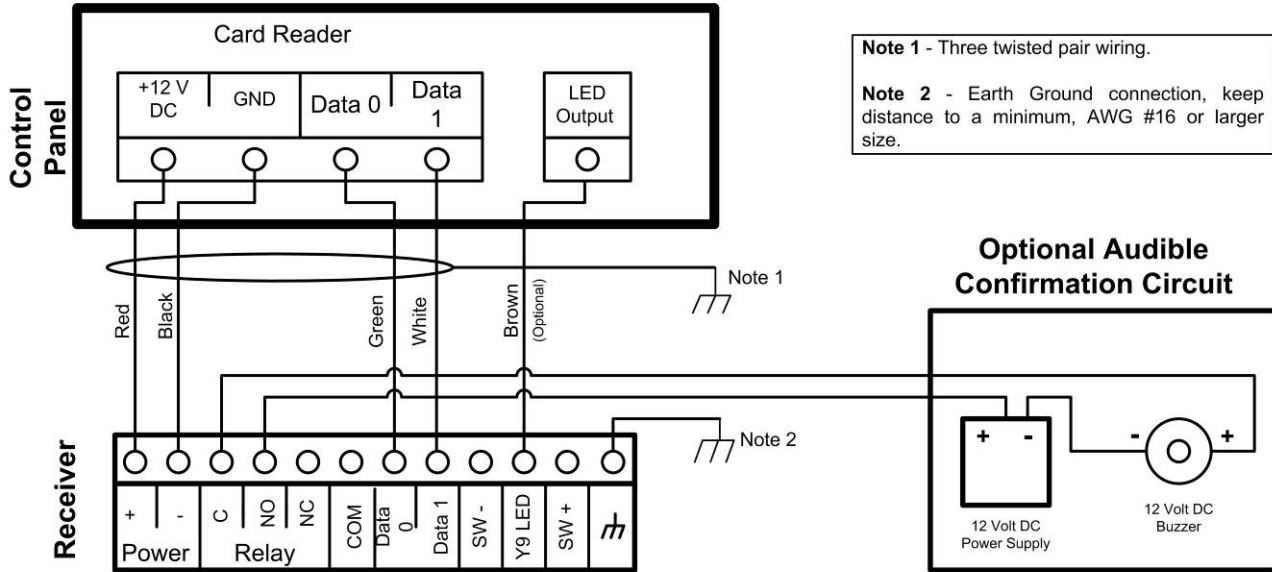 Card Reader
+12 V
DC
GND
Data 0
Data
1
LED
Output
Control
Panel
Note 1 - Three twisted pair wiring.
Note 2 - Earth Ground connection, keep
distance to a minimum, AWG #16 or larger
size.
Red
Black
Green
White
Brown
(Optional)
Note 1
Optional Audible
Confirmation Circuit
Note 2
+ -
- +
12 Volt DC
Power Supply
12 Volt DC
Buzzer
Receiver
+
-
C
NO
NC
COM
Data
0
Data 1
SW -
Y9 LED
SW +
Power
Relay